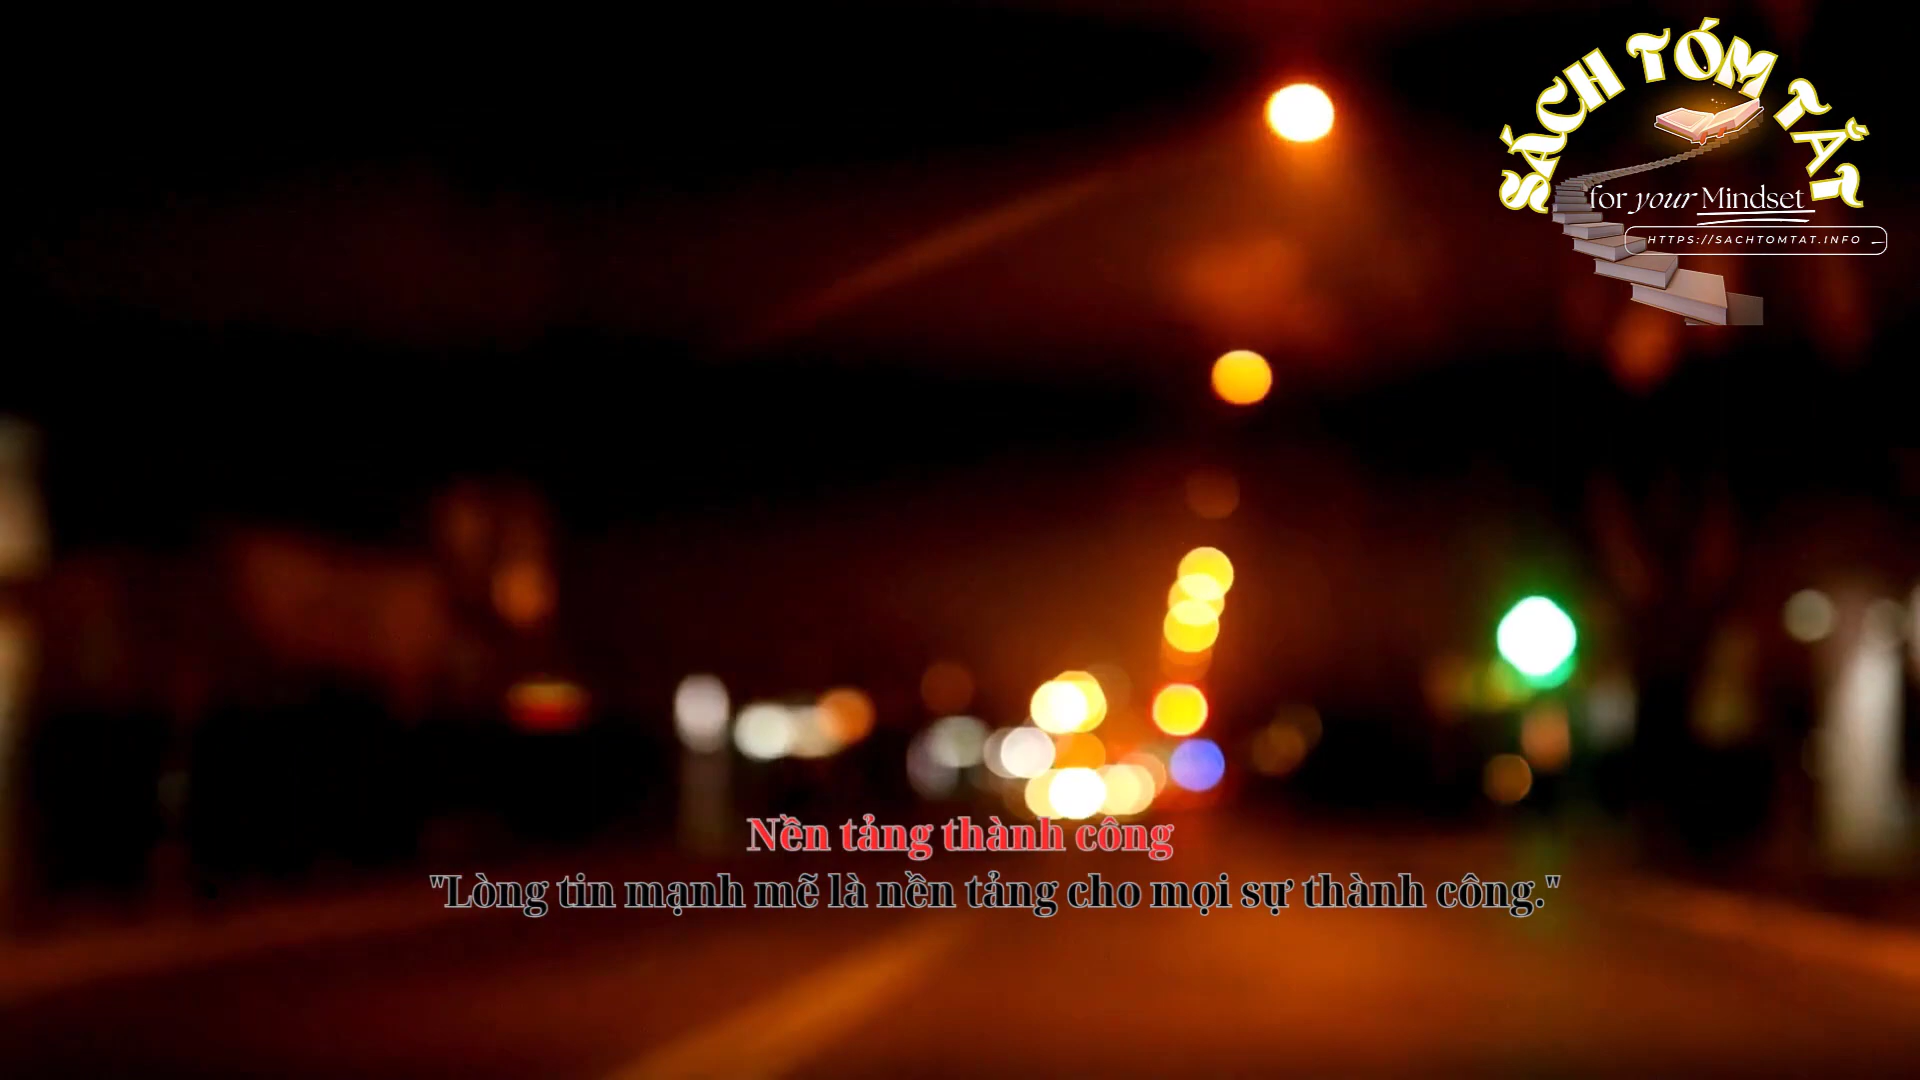 SÁCH TÓM TẮT
for your Mindset
HTTPS://SACHTOMTAT.INFO
Nền tảng thành công
"Lòng tin mạnh mẽ là nền tảng cho mọi sự thành công."